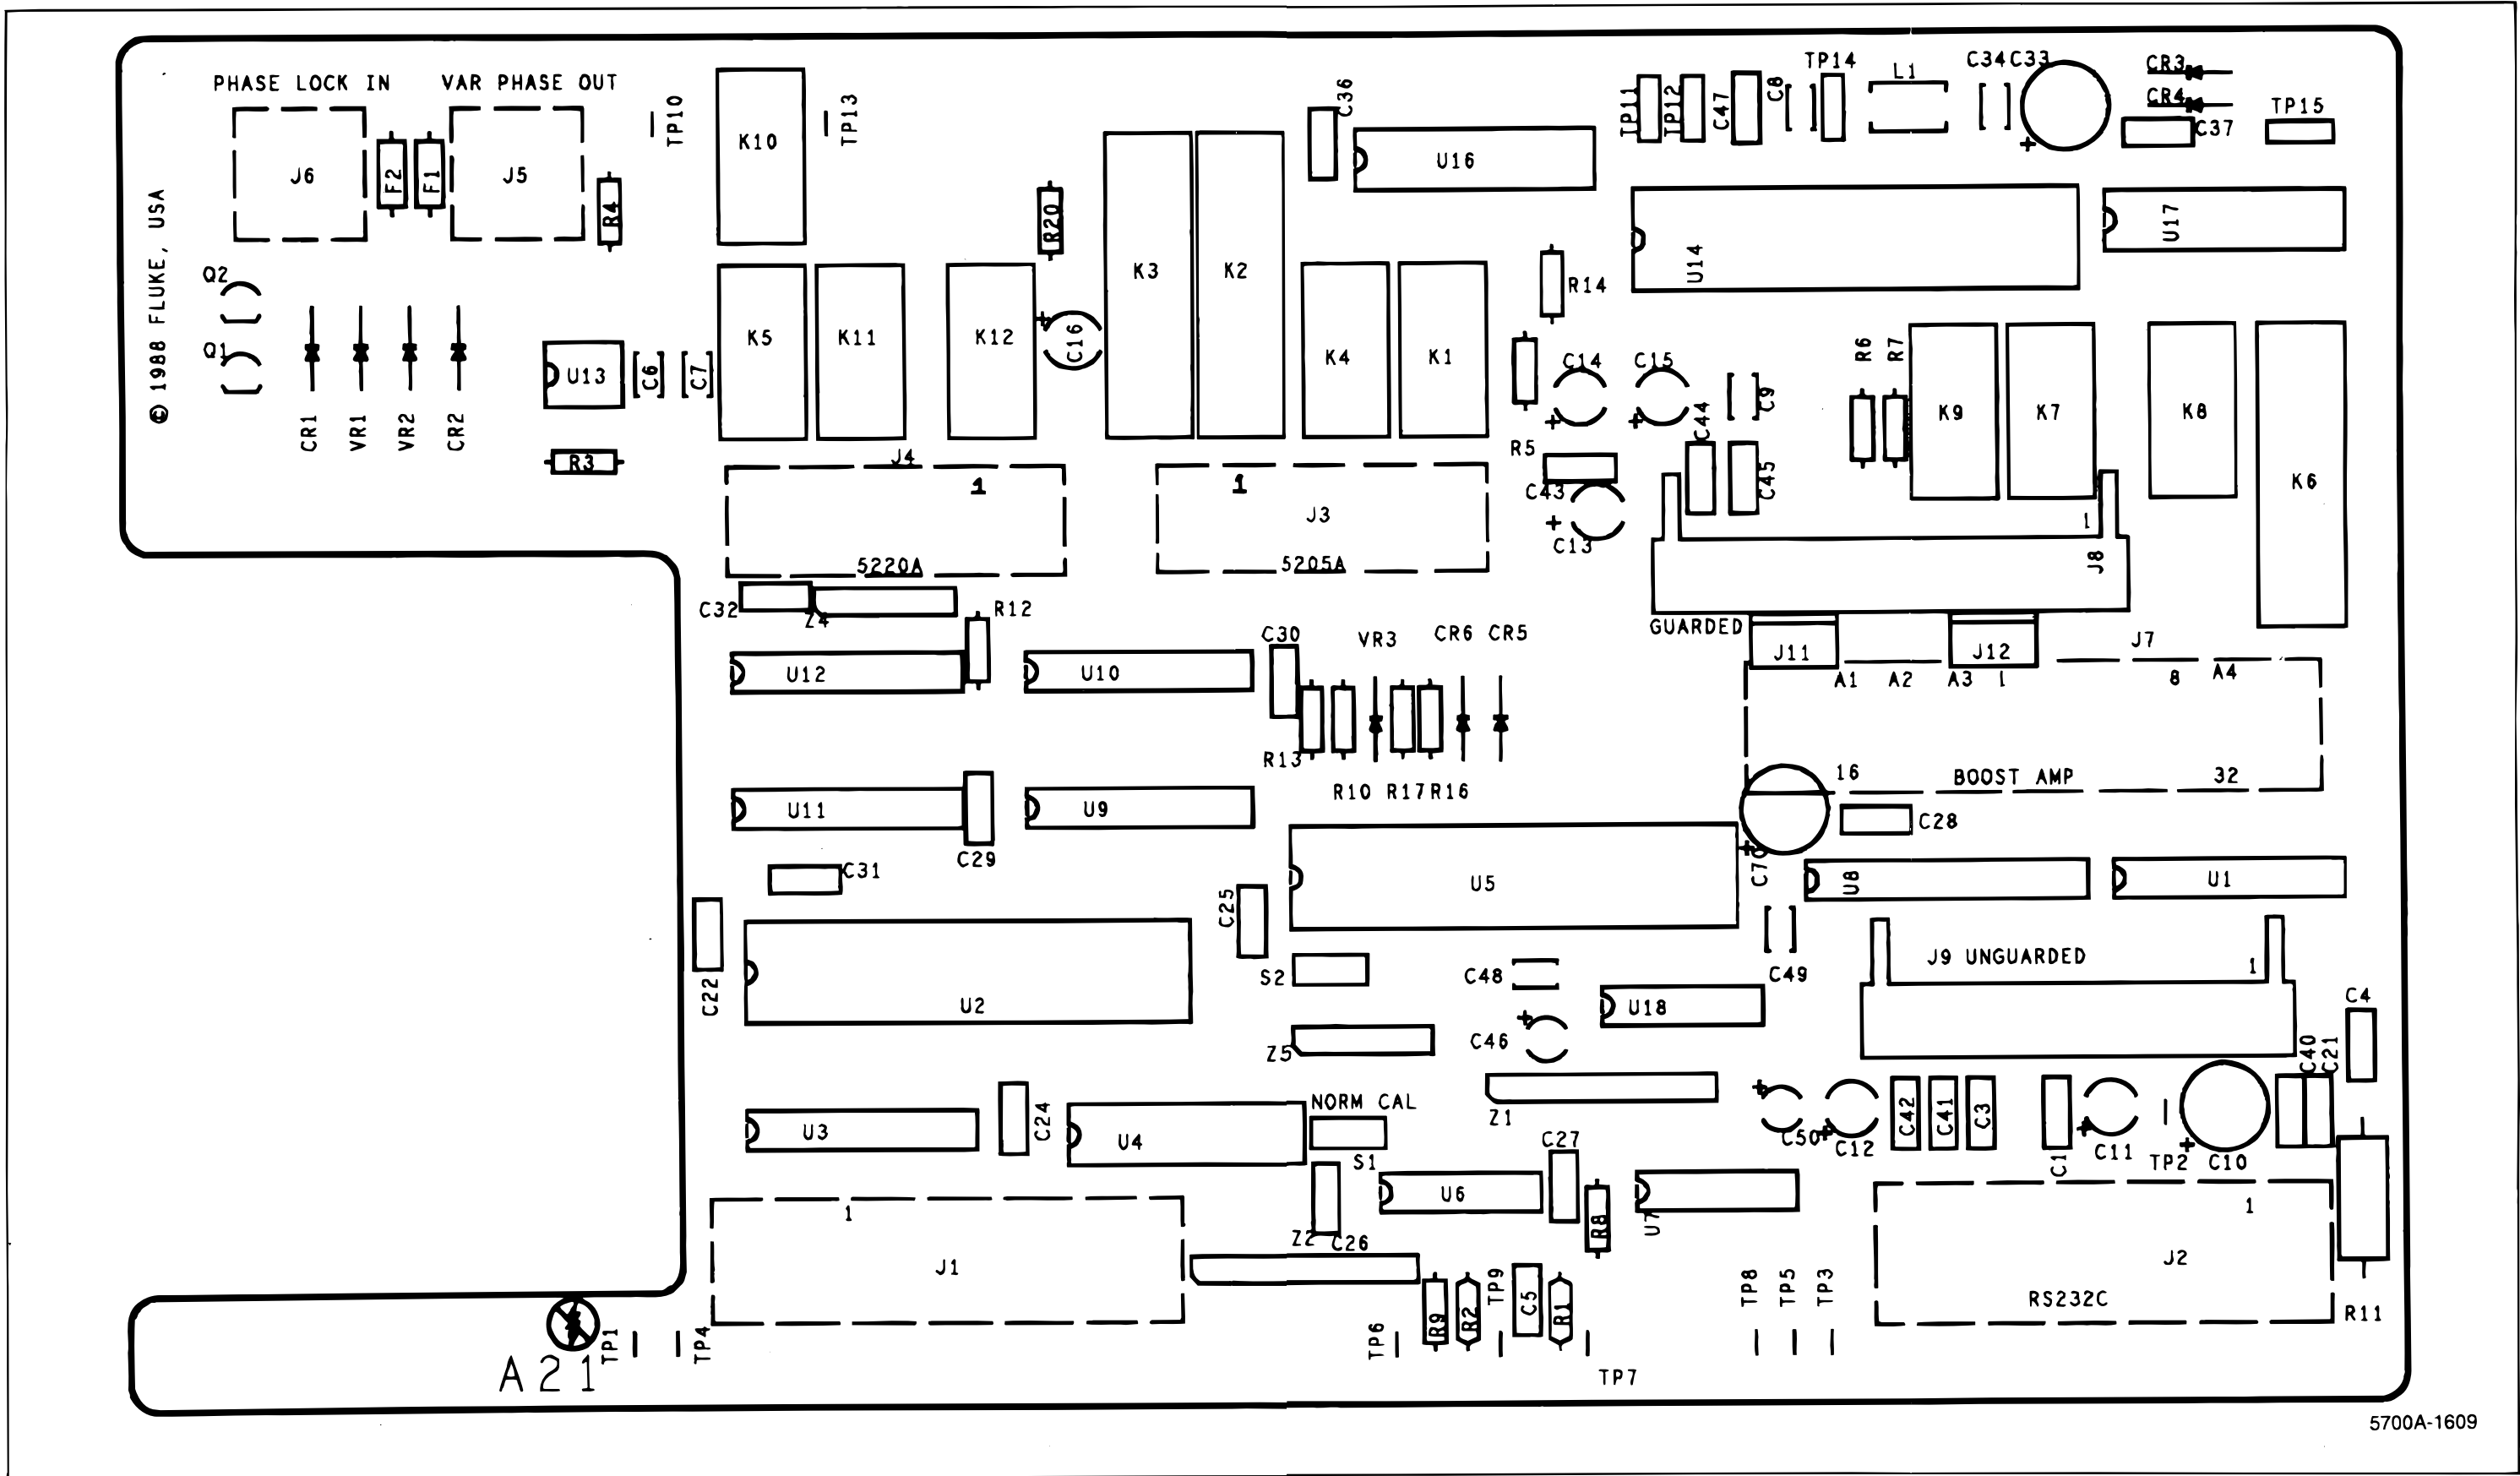 PHASE LOCK IN
VAR PHASE OUT
J6
F2
F1
J5
R4
TP10
K10
TP13
© 1988 FLUKE, USA
Q2
Q1
CR1
VR1
VR2
CR2
U13
C6
C7
R3
K5
K11
K12
R20
C16
K3
K2
C36
U16
K4
K1
TP11
TP12
C47
C8
TP14
L1
C34
C33
CR3
CR4
C37
TP15
U14
U17
R14
C14
C15
C9
R6
R7
K9
K7
K8
K6
R5
C43
C13
C44
C45
J4
1
5220A
1
J3
5205A
1
J8
GUARDED
J11
J12
J7
A1
A2
A3
1
8
A4
16
BOOST AMP
32
C32
Z4
R12
U12
U10
C30
VR3
CR6
CR5
R13
R10
R17
R16
U11
C29
U9
C31
C70
C28
U5
U8
U1
C25
C22
U2
S2
C48
C49
J9 UNGUARDED
1
U18
C46
Z5
C4
C40
C21
Z1
U3
C24
U4
NORM CAL
S1
C27
C50
C12
C42
C41
C3
C1
C11
TP2
C10
1
J1
Z2
C26
U6
R8
U7
1
J2
RS232C
R11
TP6
R9
R2
TP9
C5
R1
TP7
TP8
TP5
TP3
TP1
TP4
A21
5700A-1609